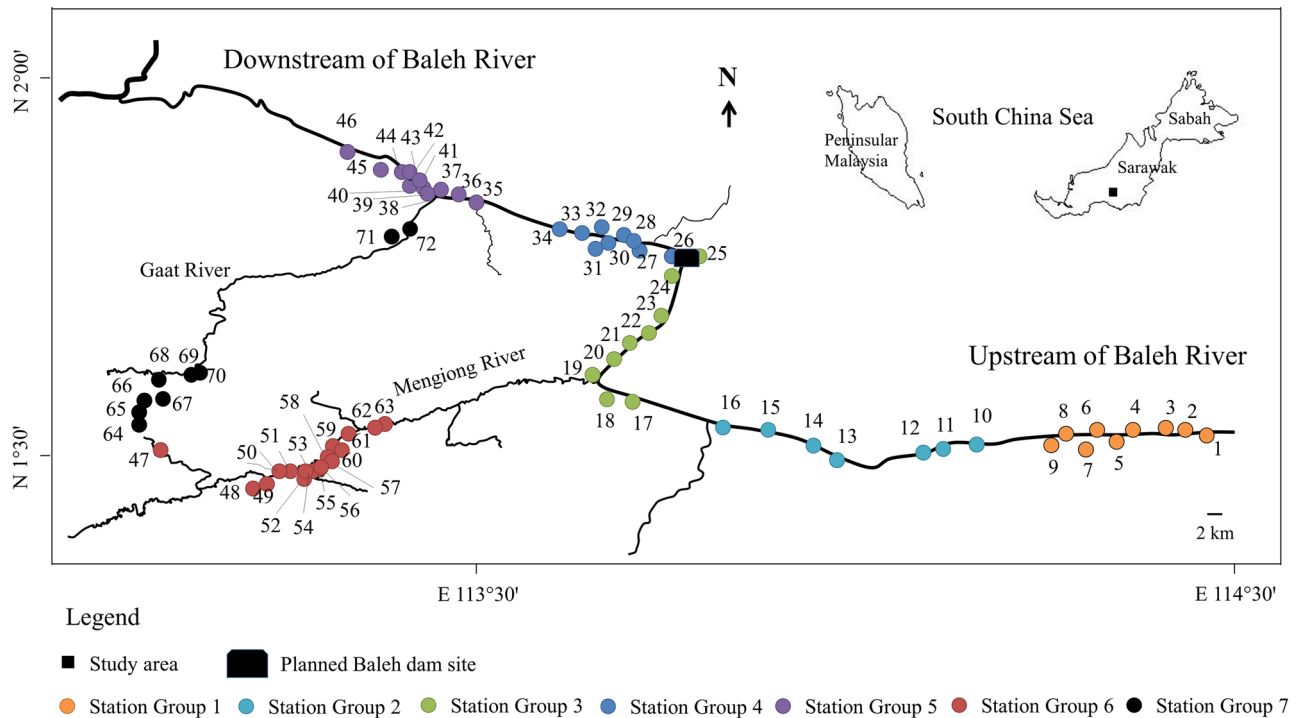 Downstream of Baleh River
N
N 2°00'
South China Sea
Peninsular
Malaysia
Sabah
Sarawak
46
44
43
42
41
45
37
36
35
40
39
38
71
72
33
32
29
28
34
31
30
27
26
25
24
Gaat River
23
22
21
20
19
18
17
Mengiong River
Upstream of Baleh River
68
69
70
66
67
65
64
47
58
62
63
59
61
60
50
51
53
57
48
49
52
54
55
56
16
15
14
13
12
11
10
8
6
4
3
2
1
9
7
5
N 1°30'
2 km
E 113°30'
E 114°30'
Legend
Study area
Planned Baleh dam site
Station Group 1
Station Group 2
Station Group 3
Station Group 4
Station Group 5
Station Group 6
Station Group 7